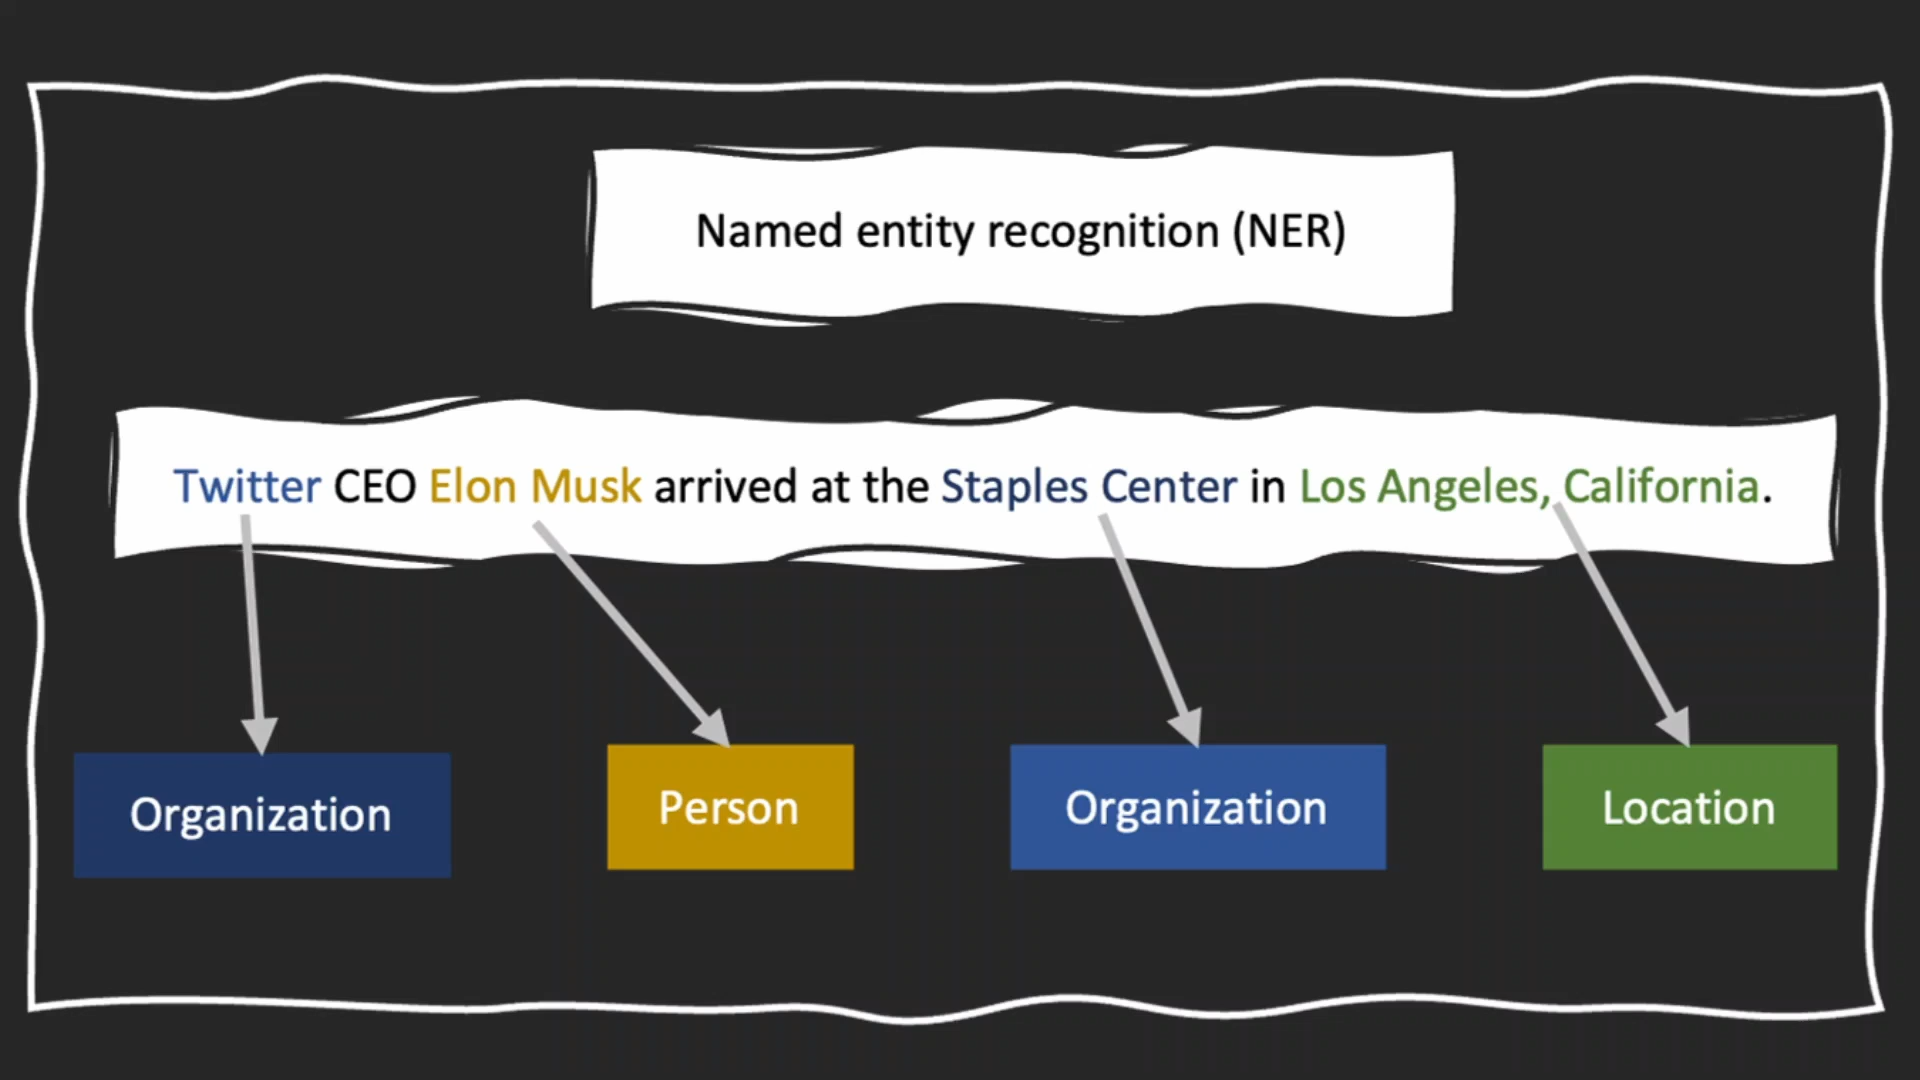 Named entity recognition (NER)
Twitter CEO Elon Musk arrived at the Staples Center in Los Angeles, California.
Organization
Person
Organization
Location